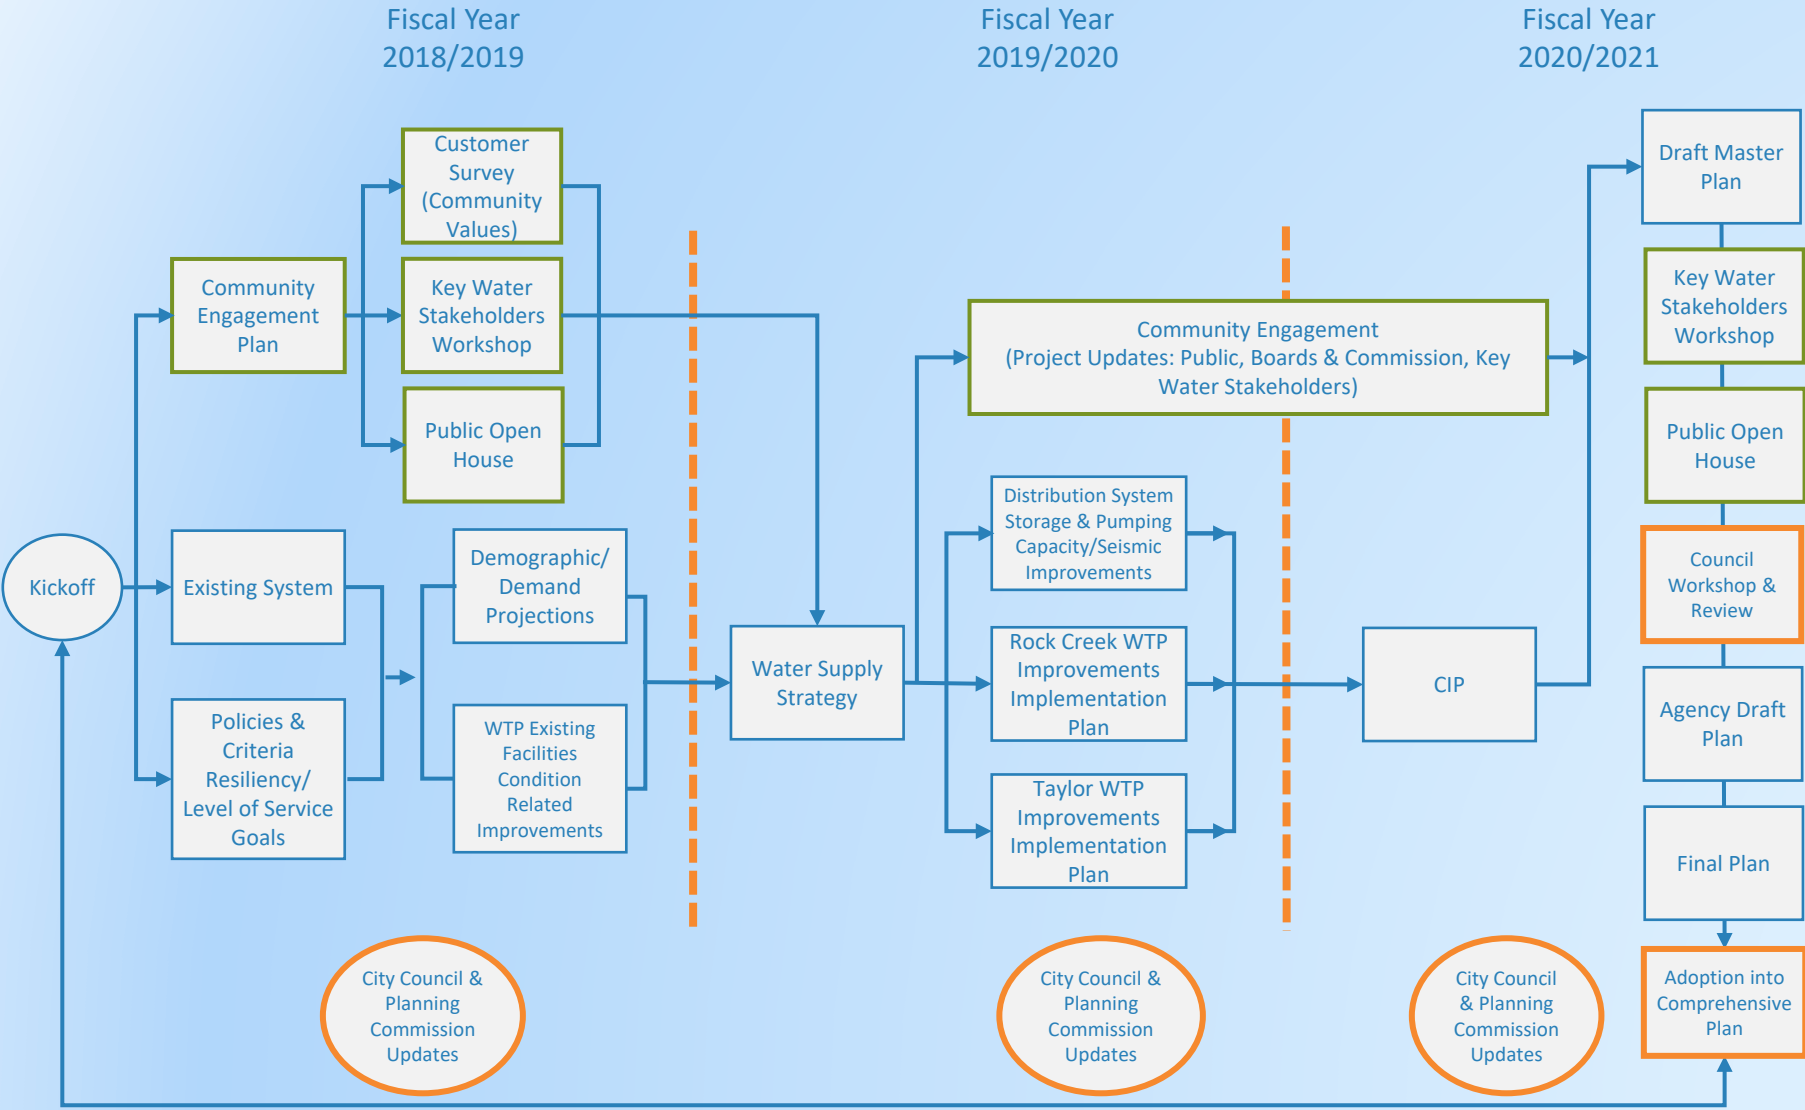 Fiscal Year
2018/2019
Fiscal Year
2019/2020
Fiscal Year
2020/2021
Customer
Survey
(Community
Values)
Community
Engagement
Plan
Key Water
Stakeholders
Workshop
Public Open
House
Kickoff
Existing System
Policies &
Criteria
Resiliency/
Level of Service
Goals
Demographic/
Demand
Projections
WTP Existing
Facilities
Condition
Related
Improvements
Water Supply
Strategy
Community Engagement
(Project Updates: Public, Boards & Commission, Key
Water Stakeholders)
Distribution System
Storage & Pumping
Capacity/Seismic
Improvements
Rock Creek WTP
Improvements
Implementation
Plan
Taylor WTP
Improvements
Implementation
Plan
CIP
Draft Master
Plan
Key Water
Stakeholders
Workshop
Public Open
House
Council
Workshop &
Review
Agency Draft
Plan
Final Plan
Adoption into
Comprehensive
Plan
City Council &
Planning
Commission
Updates
City Council &
Planning
Commission
Updates
City Council
& Planning
Commission
Updates